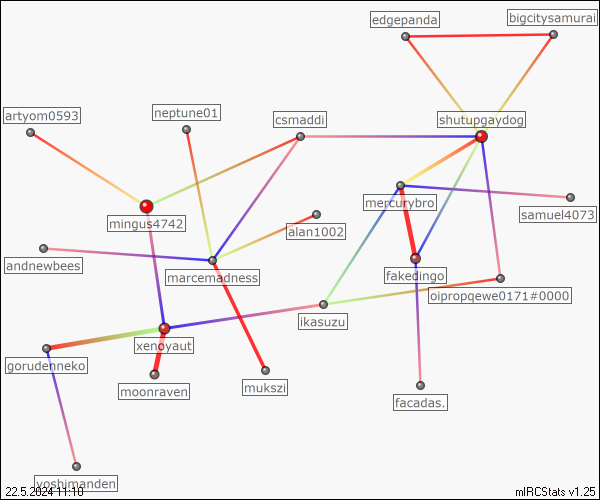 edgepanda
bigcitysamurai
artyom0593
neptune01
csmaddi
shutupgaydog
mercurybro
samuel4073
mingus4742
alan1002
andnewbees
marcemadness
fakedingo
oipropqewe0171#0000
ikasuzu
xenoyaut
gorudenneko
moonraven
mukszi
facadas.
yoshimanden
22.5.2024 11:10
mIRCStats v1.25